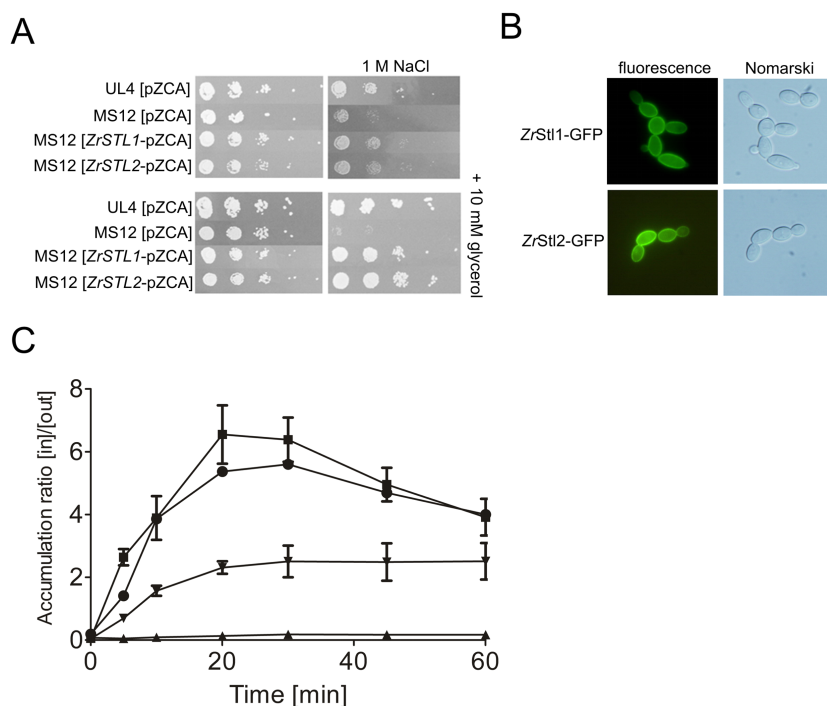 A
1 M NaCl
UL4 [pZCA]
MS12 [pZCA]
MS12 [ZrSTL1-pZCA]
MS12 [ZrSTL2-pZCA]
UL4 [pZCA]
MS12 [pZCA]
MS12 [ZrSTL1-pZCA]
MS12 [ZrSTL2-pZCA]
+ 10 mM glycerol
B
fluorescence Nomarski
ZrStl1-GFP
ZrStl2-GFP
C
Accumulation ratio [in]/[out]
8
6
4
2
0
0 20 40 60
Time [min]